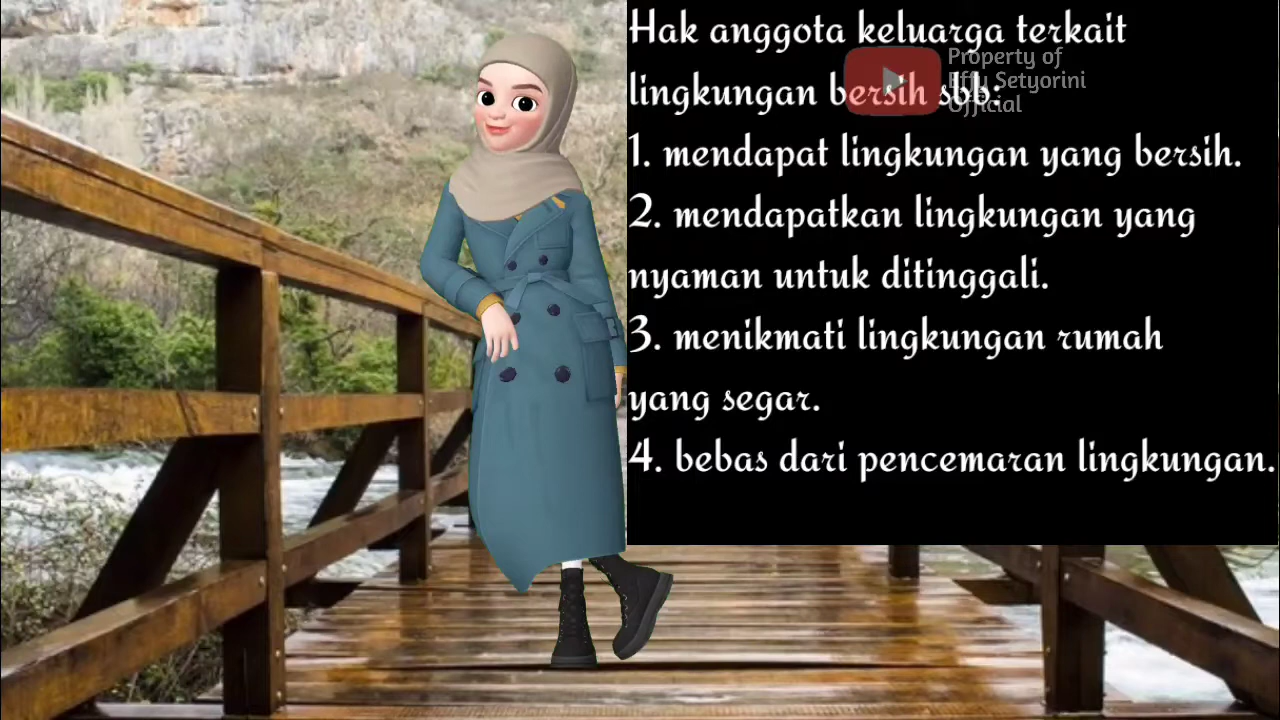 Hak anggota keluarga terkait
lingkungan bersih sbb:
Property of
Effy Setyorini
Official
1. mendapat lingkungan yang bersih.
2. mendapatkan lingkungan yang
nyaman untuk ditinggali.
3. menikmati lingkungan rumah
yang segar.
4. bebas dari pencemaran lingkungan.